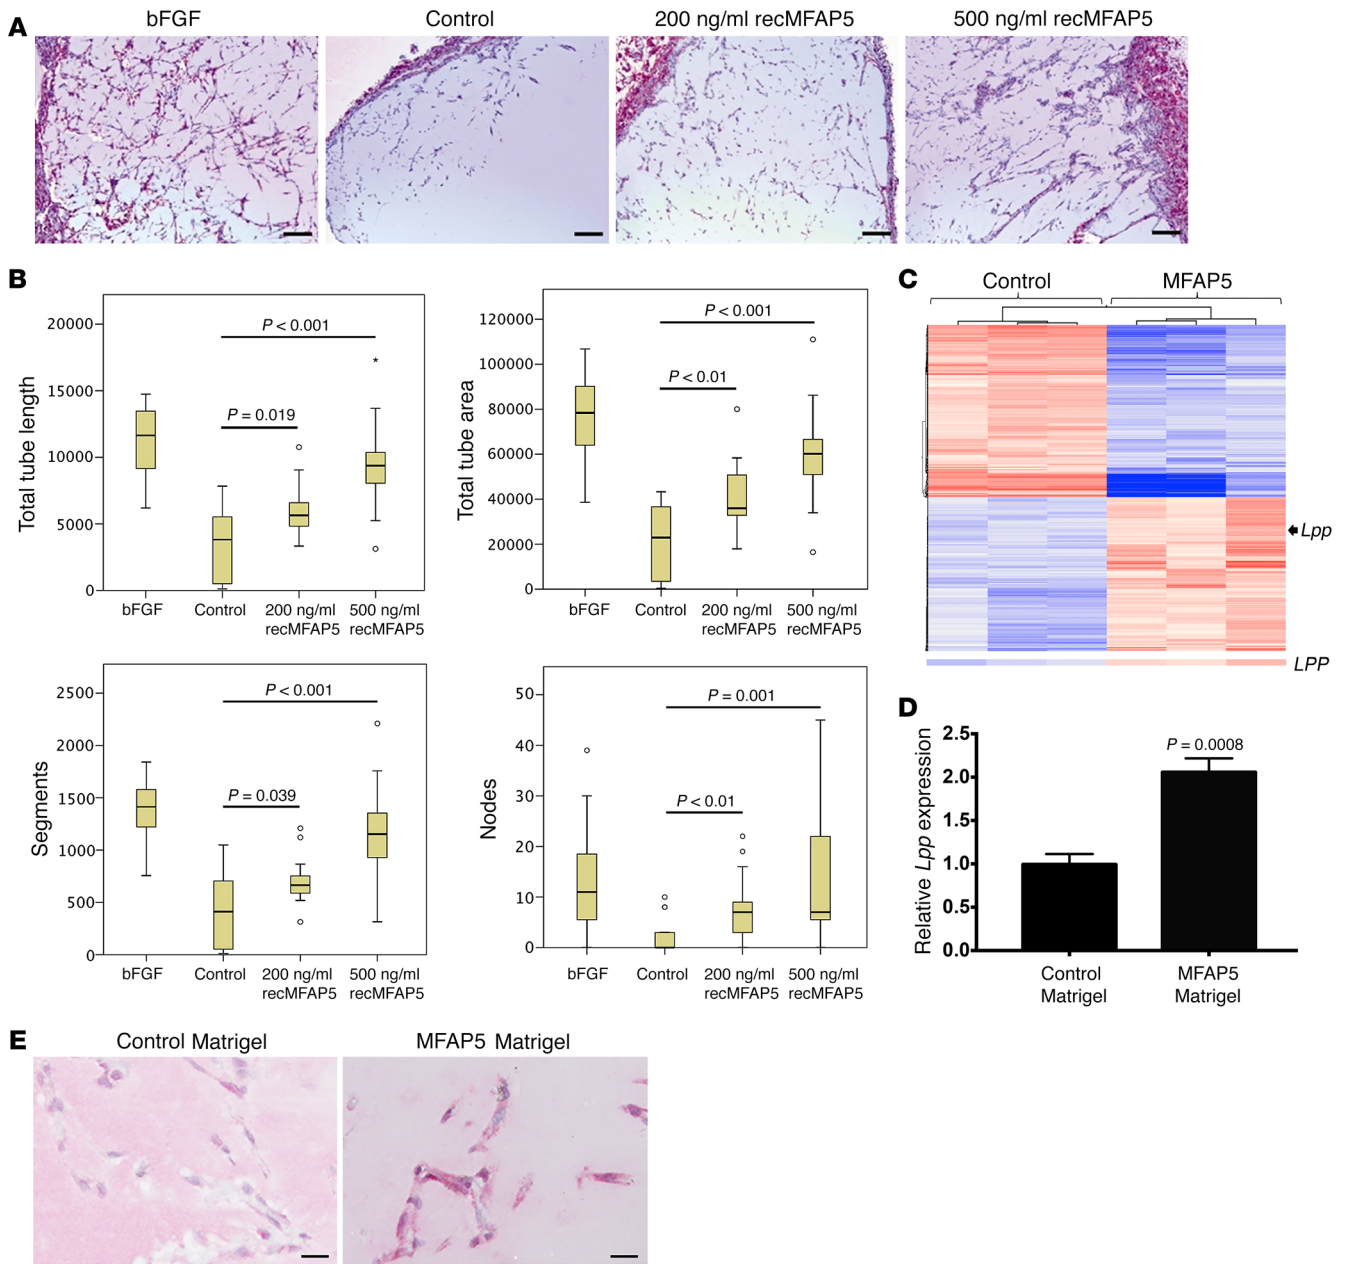 A
bFGF
Control
200 ng/ml recMFAP5
500 ng/ml recMFAP5
B
Total tube length
20000
15000
10000
5000
0
P < 0.001
P = 0.019
bFGF
Control
200 ng/ml
recMFAP5
500 ng/ml
recMFAP5
Total tube area
120000
100000
80000
60000
40000
20000
0
P < 0.001
P < 0.01
bFGF
Control
200 ng/ml
recMFAP5
500 ng/ml
recMFAP5
Segments
2500
2000
1500
1000
500
0
P < 0.001
P = 0.039
bFGF
Control
200 ng/ml
recMFAP5
500 ng/ml
recMFAP5
Nodes
50
40
30
20
10
0
P = 0.001
P < 0.01
bFGF
Control
200 ng/ml
recMFAP5
500 ng/ml
recMFAP5
C
Control
MFAP5
Lpp
LPP
D
Relative Lpp expression
2.5
2.0
1.5
1.0
0.5
0.0
P = 0.0008
Control
Matrigel
MFAP5
Matrigel
E
Control Matrigel
MFAP5 Matrigel